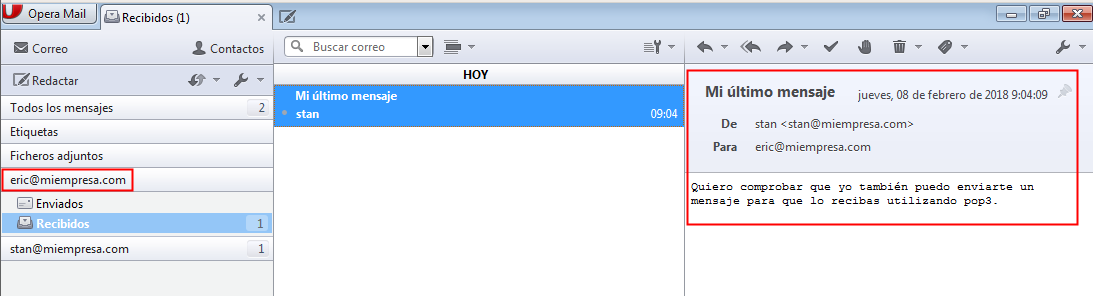 Opera Mail
Recibidos (1)
Correo
Contactos
Redactar
Todos los mensajes 2
Etiquetas
Ficheros adjuntos
eric@miempresa.com
Enviados
Recibidos 1
stan@miempresa.com 1
Buscar correo
HOY
Mi último mensaje
stan 09:04
Mi último mensaje jueves, 08 de febrero de 2018 9:04:09
De stan <stan@miempresa.com>
Para eric@miempresa.com
Quiero comprobar que yo también puedo enviarte un
mensaje para que lo recibas utilizando pop3.